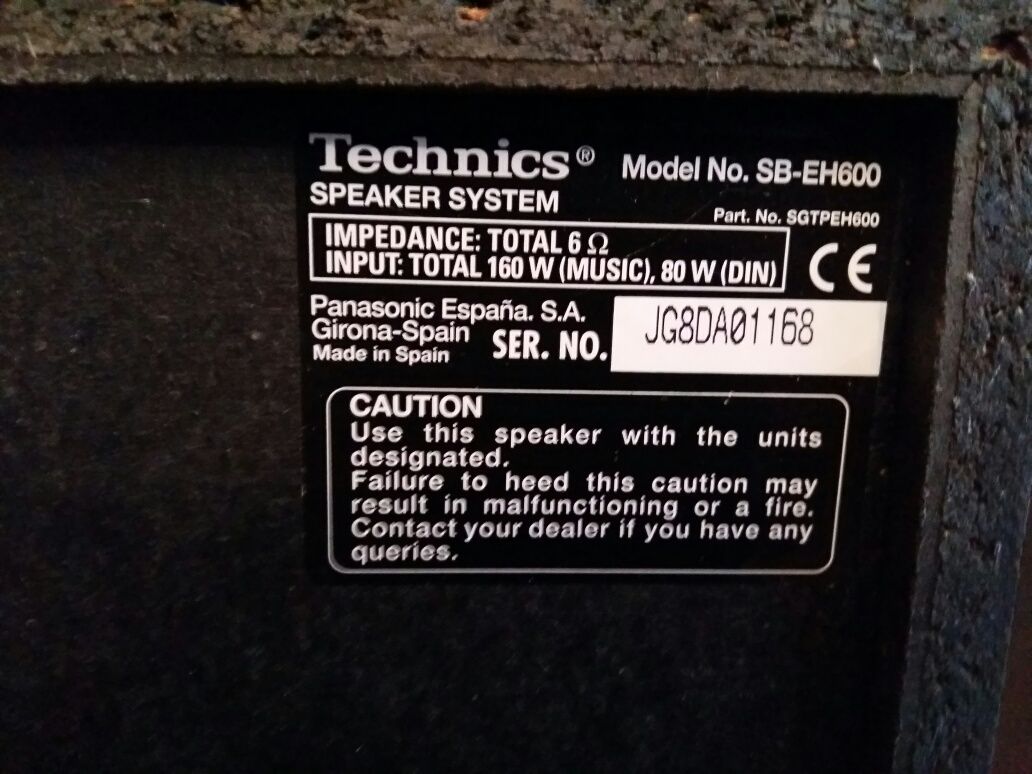 Technics® Model No. SB-EH600
SPEAKER SYSTEM
Part. No. SGTPEH600
IMPEDANCE: TOTAL 6 Ω
INPUT: TOTAL 160 W (MUSIC), 80 W (DIN)
CE
Panasonic España. S.A.
Girona-Spain
Made in Spain
SER. NO. JG8DA01168
CAUTION
Use this speaker with the units
designated.
Failure to heed this caution may
result in malfunctioning or a fire.
Contact your dealer if you have any
queries.